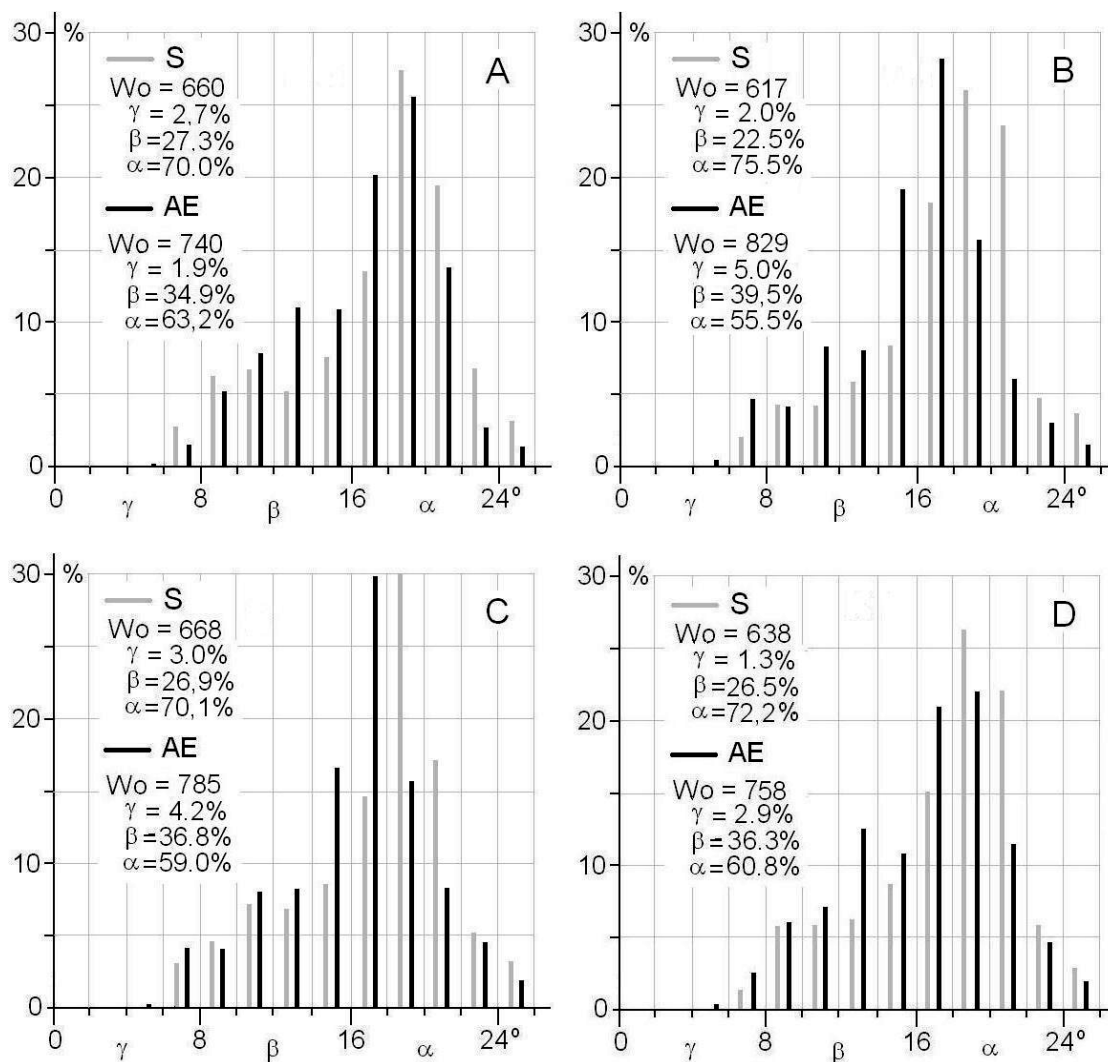 30 %
S
A
Wo = 660
γ = 2,7%
β=27.3%
α=70.0%
20
AE
Wo = 740
γ = 1.9%
β=34.9%
α=63,2%
10
0
0 γ 8 β 16 α 24º
30 %
S
B
Wo = 617
γ = 2.0%
β=22.5%
α=75.5%
20
AE
Wo = 829
γ = 5.0%
β=39,5%
α=55.5%
10
0
0 γ 8 β 16 α 24º
30 %
S
C
Wo = 668
γ = 3.0%
β=26,9%
α=70,1%
20
AE
Wo = 785
γ = 4.2%
β=36.8%
α=59.0%
10
0
0 γ 8 β 16 α 24º
30 %
S
D
Wo = 638
γ = 1.3%
β=26.5%
α=72,2%
20
AE
Wo = 758
γ = 2.9%
β=36.3%
α=60.8%
10
0
0 γ 8 β 16 α 24º